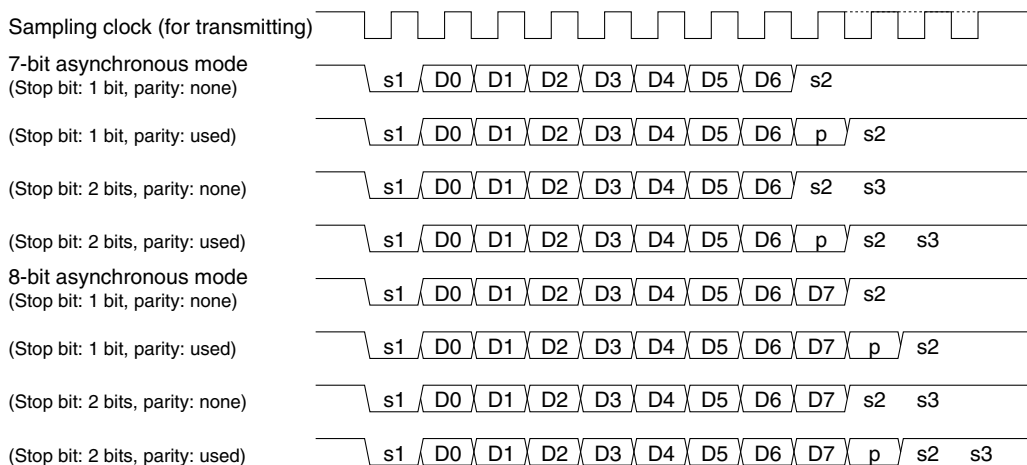 Sampling clock (for transmitting)
7-bit asynchronous mode
(Stop bit: 1 bit, parity: none) s1 D0 D1 D2 D3 D4 D5 D6 s2
(Stop bit: 1 bit, parity: used) s1 D0 D1 D2 D3 D4 D5 D6 p s2
(Stop bit: 2 bits, parity: none) s1 D0 D1 D2 D3 D4 D5 D6 s2 s3
(Stop bit: 2 bits, parity: used) s1 D0 D1 D2 D3 D4 D5 D6 p s2 s3
8-bit asynchronous mode
(Stop bit: 1 bit, parity: none) s1 D0 D1 D2 D3 D4 D5 D6 D7 s2
(Stop bit: 1 bit, parity: used) s1 D0 D1 D2 D3 D4 D5 D6 D7 p s2
(Stop bit: 2 bits, parity: none) s1 D0 D1 D2 D3 D4 D5 D6 D7 s2 s3
(Stop bit: 2 bits, parity: used) s1 D0 D1 D2 D3 D4 D5 D6 D7 p s2 s3